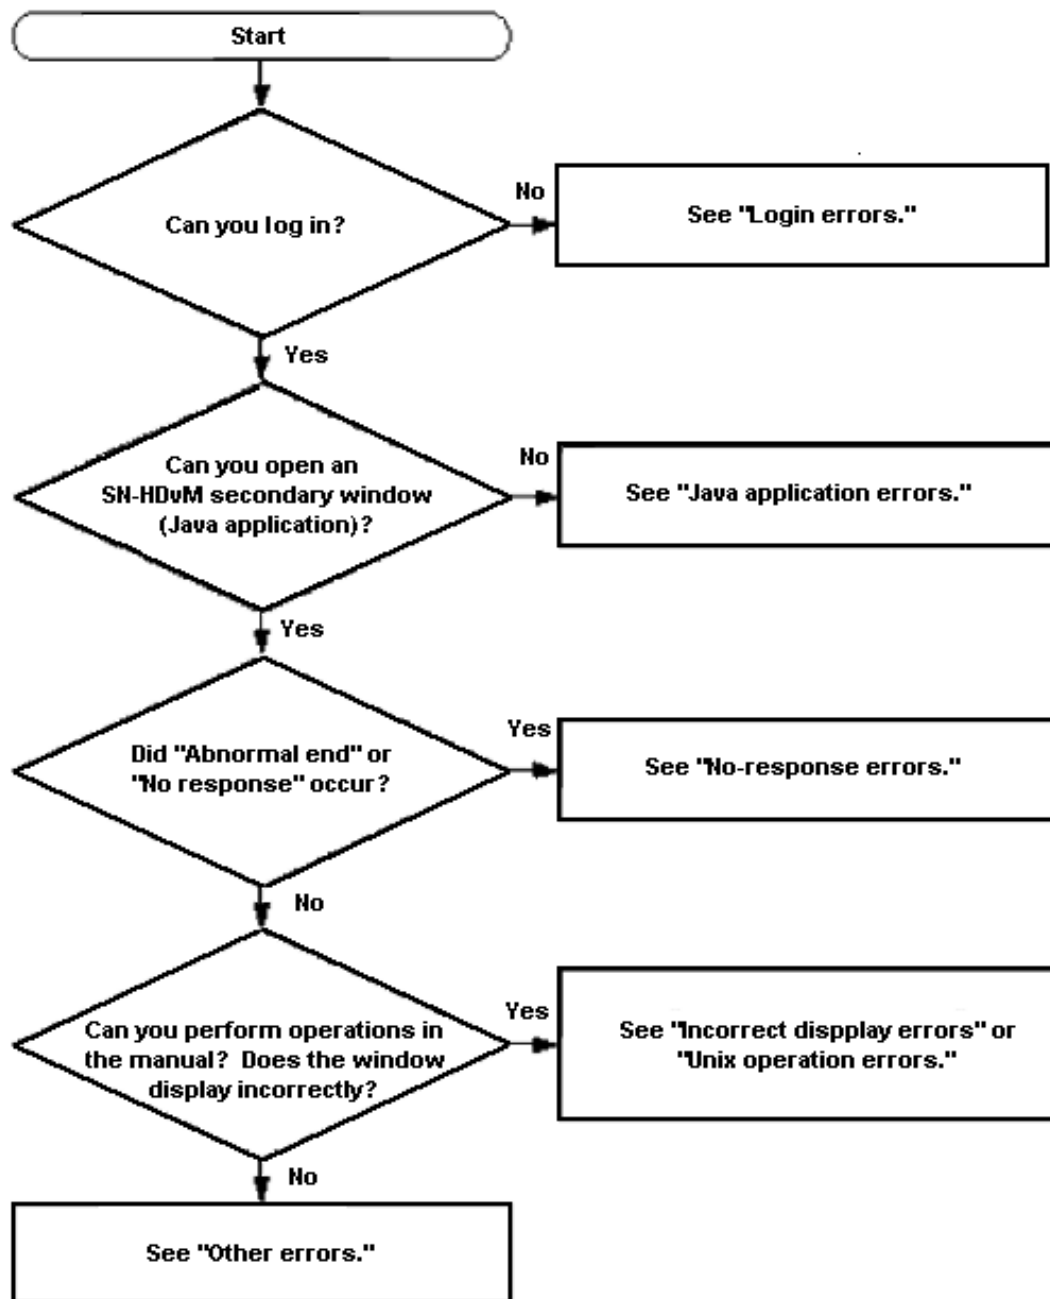 Start
Can you log in?
No
See "Login errors."
Yes
Can you open an
SN-HDvM secondary window
(Java application)?
No
See "Java application errors."
Yes
Did "Abnormal end" or
"No response" occur?
Yes
See "No-response errors."
No
Can you perform operations in
the manual? Does the window
display incorrectly?
Yes
See "Incorrect dispplay errors" or
"Unix operation errors."
No
See "Other errors."